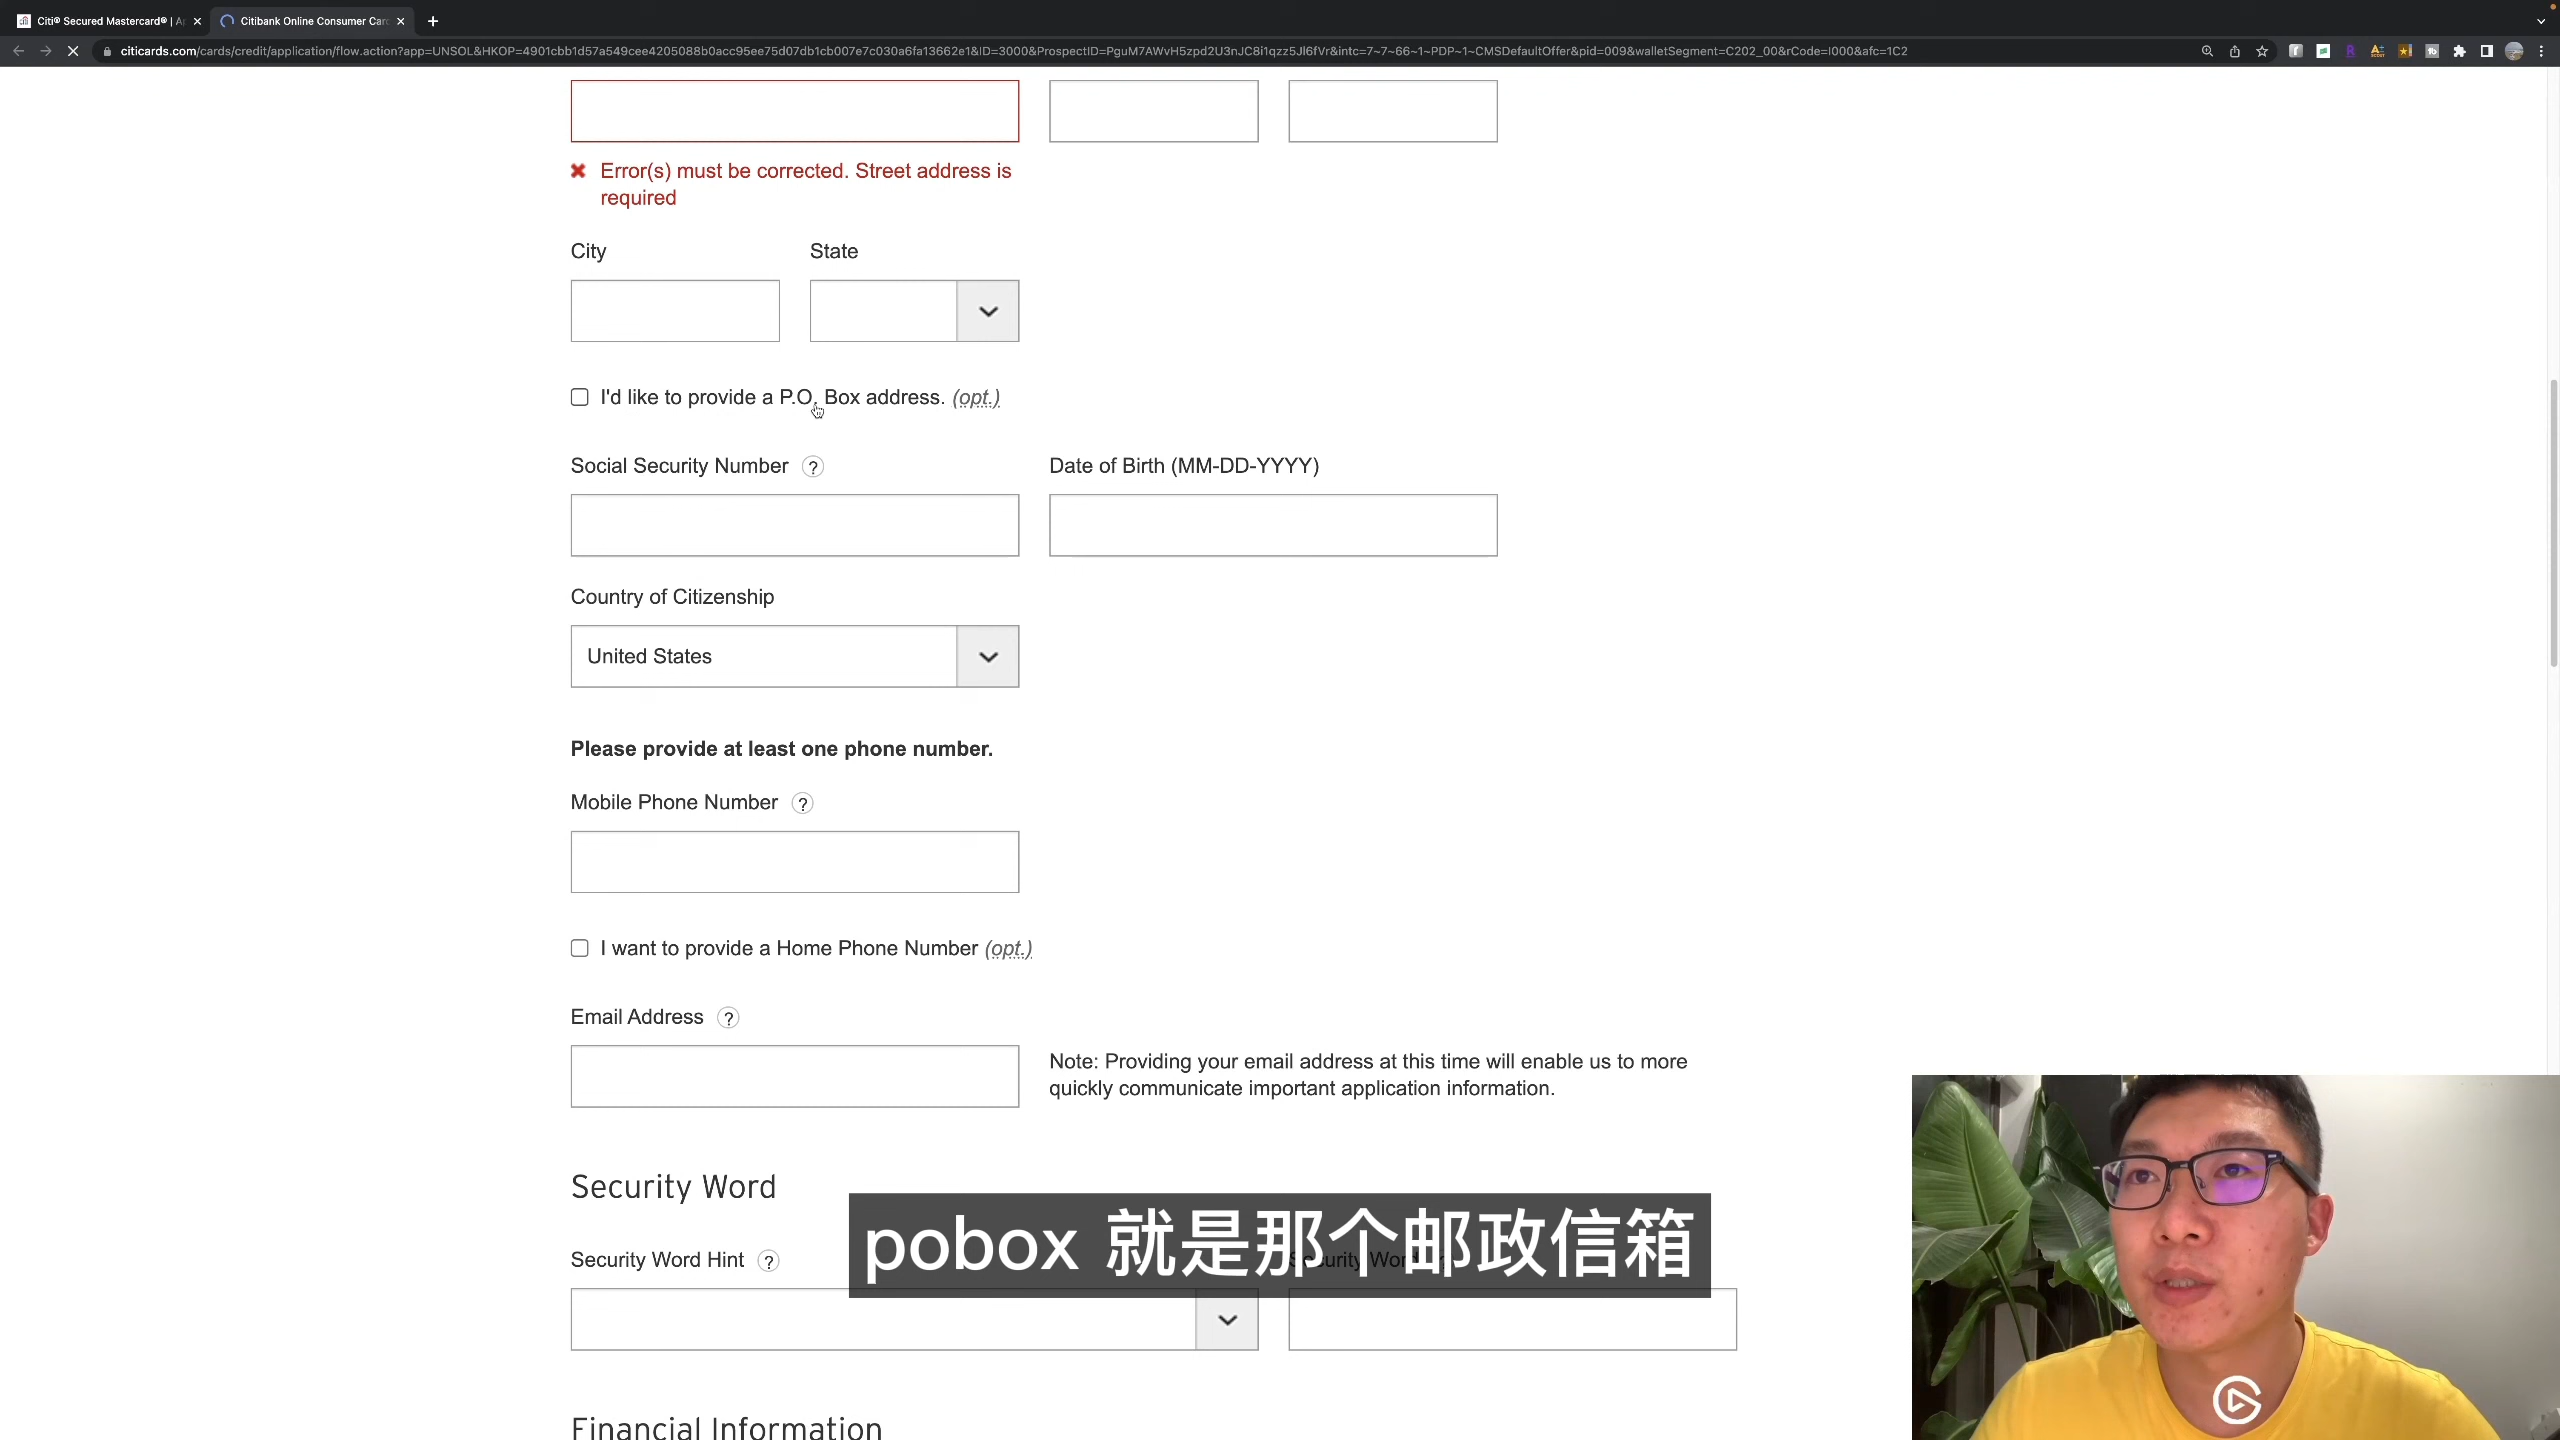 Citi® Secured Mastercard® | Ap
Citibank Online Consumer Card
citicards.com/cards/credit/application/flow.action?app=UNSOL&HKOP=4901cbb1d57a549cee4205088b0acc95ee75d07db1cb007e7c030a6fa13662e1&ID=3000&ProspectID=PguM7AWvH5zpd2U3nJC8i1qzz5Jl6fVr&intc=7~7~66~1~PDP~1~CMSDefaultOffer&pid=009&walletSegment=C202_00&rCode=I000&afc=1C2
Error(s) must be corrected. Street address is
required
City State
I'd like to provide a P.O. Box address. (opt.)
Social Security Number ? Date of Birth (MM-DD-YYYY)
Country of Citizenship
United States
Please provide at least one phone number.
Mobile Phone Number ?
I want to provide a Home Phone Number (opt.)
Email Address ?
Note: Providing your email address at this time will enable us to more
quickly communicate important application information.
Security Word
Security Word Hint ?
pobox 就是那个邮政信箱
Financial Information